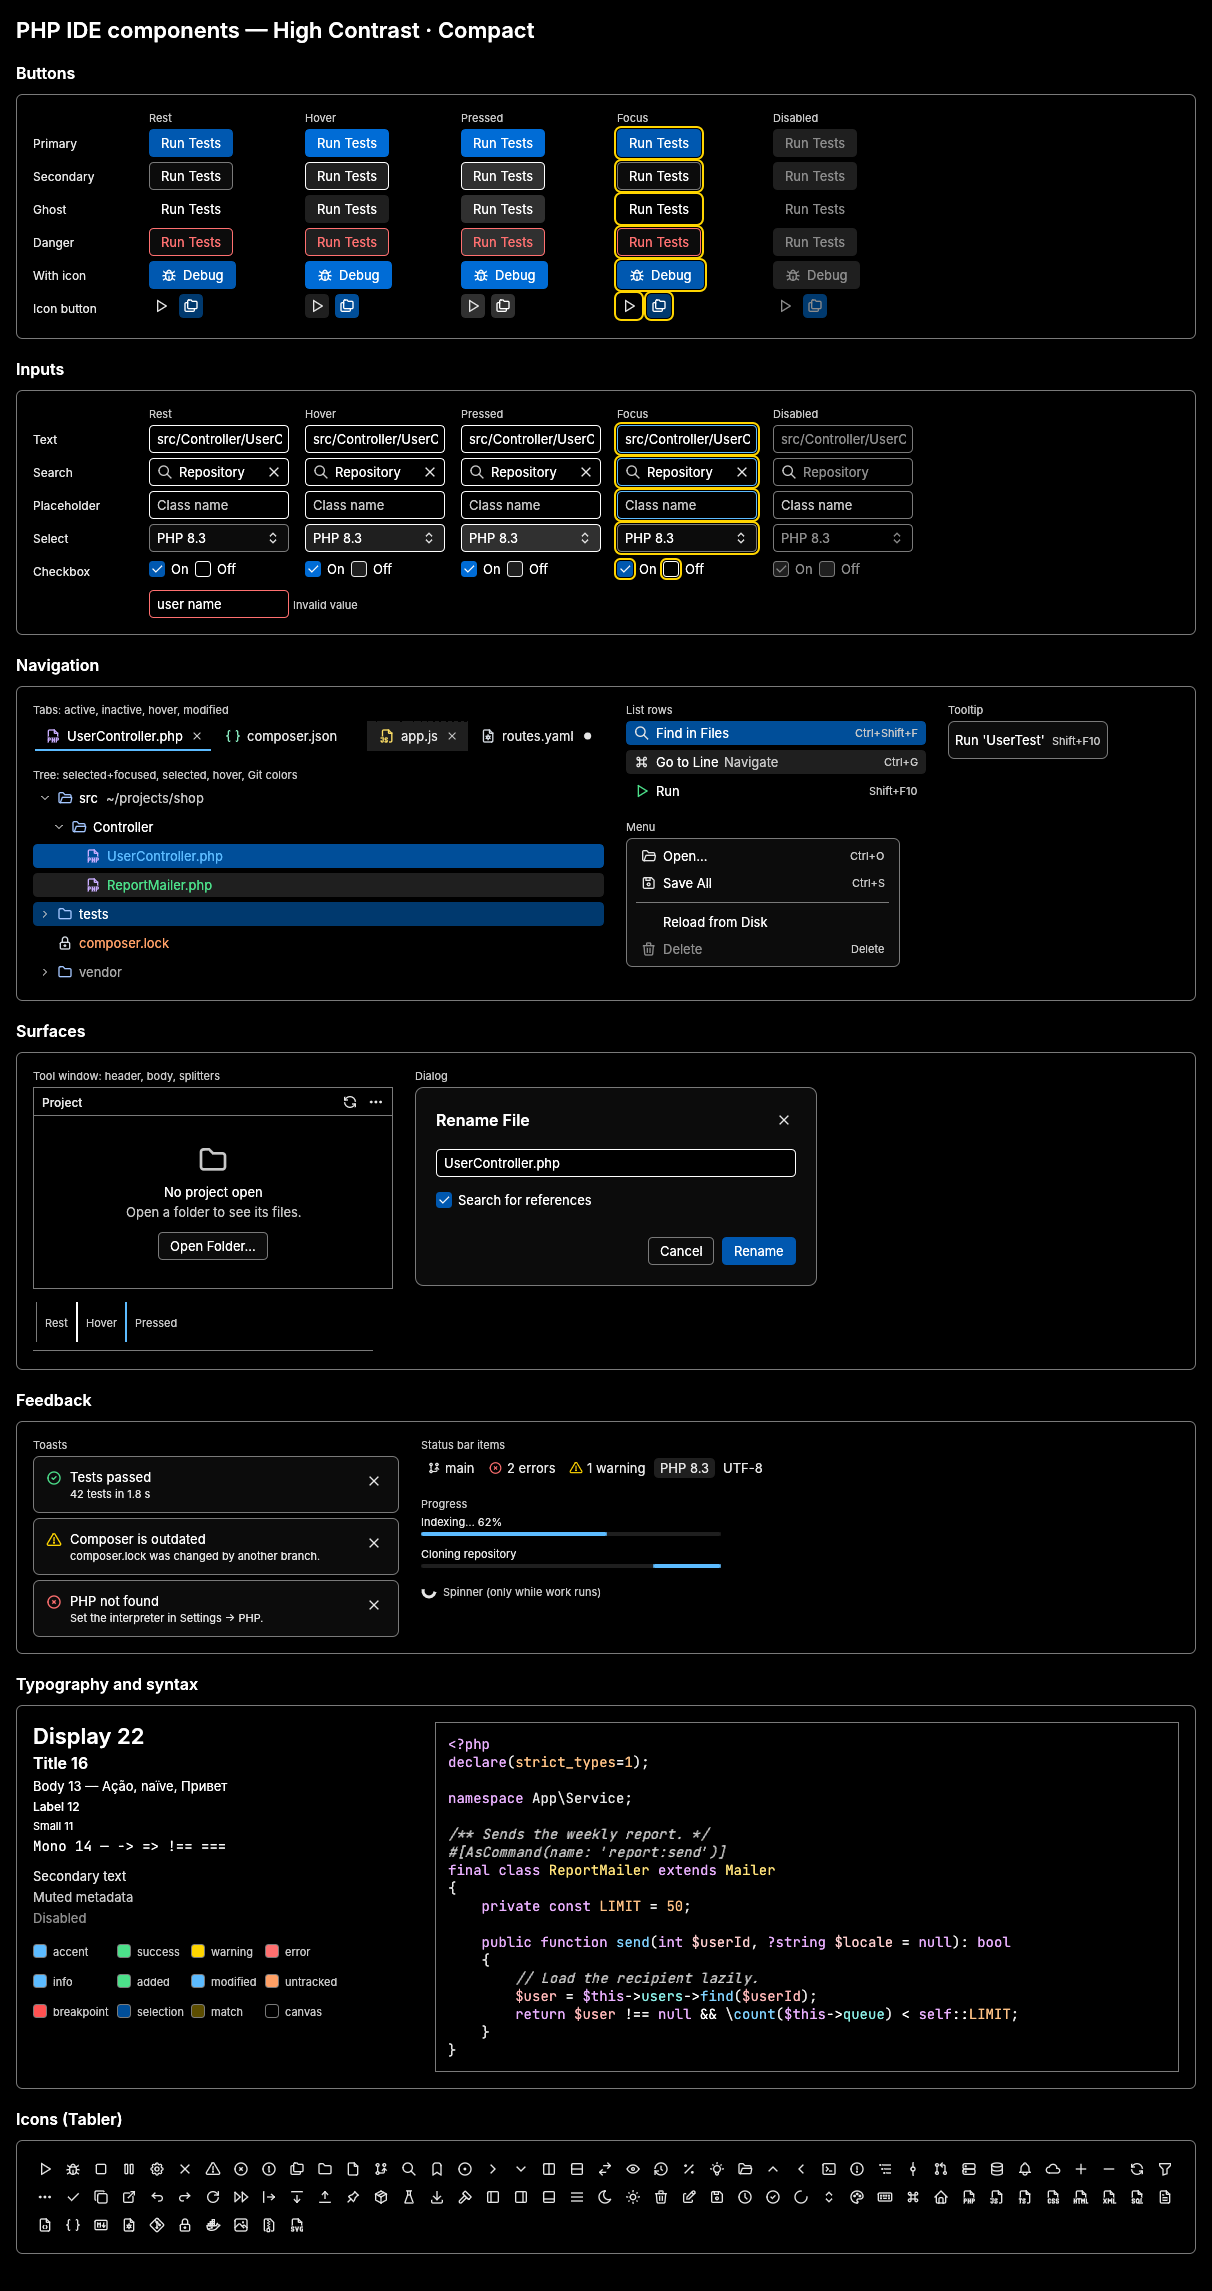 PHP IDE components — High Contrast · Compact
Buttons
Rest Hover Pressed Focus Disabled
Primary Run Tests Run Tests Run Tests Run Tests Run Tests
Secondary Run Tests Run Tests Run Tests Run Tests Run Tests
Ghost Run Tests Run Tests Run Tests Run Tests Run Tests
Danger Run Tests Run Tests Run Tests Run Tests Run Tests
With icon Debug Debug Debug Debug Debug
Icon button
Inputs
Rest Hover Pressed Focus Disabled
Text src/Controller/UserC src/Controller/UserC src/Controller/UserC src/Controller/UserC src/Controller/UserC
Search Repository Repository Repository Repository Repository
Placeholder Class name Class name Class name Class name Class name
Select PHP 8.3 PHP 8.3 PHP 8.3 PHP 8.3 PHP 8.3
Checkbox On Off On Off On Off On Off On Off
user name Invalid value
Navigation
Tabs: active, inactive, hover, modified
UserController.php composer.json app.js routes.yaml
Tree: selected+focused, selected, hover, Git colors
src ~/projects/shop
Controller
UserController.php
ReportMailer.php
tests
composer.lock
vendor
List rows
Find in Files Ctrl+Shift+F
Go to Line Navigate Ctrl+G
Run Shift+F10
Menu
Open... Ctrl+O
Save All Ctrl+S
Reload from Disk
Delete Delete
Tooltip
Run 'UserTest' Shift+F10
Surfaces
Tool window: header, body, splitters
Project
No project open
Open a folder to see its files.
Open Folder...
Rest Hover Pressed
Dialog
Rename File
UserController.php
Search for references
Cancel Rename
Feedback
Toasts
Tests passed
42 tests in 1.8 s
Composer is outdated
composer.lock was changed by another branch.
PHP not found
Set the interpreter in Settings → PHP.
Status bar items
main 2 errors 1 warning PHP 8.3 UTF-8
Progress
Indexing... 62%
Cloning repository
Spinner (only while work runs)
Typography and syntax
Display 22
Title 16
Body 13 — Ação, naïve, Привет
Label 12
Small 11
Mono 14 — -> => !== ===
Secondary text
Muted metadata
Disabled
accent success warning error
info added modified untracked
breakpoint selection match canvas
<?php
declare(strict_types=1);
namespace App\Service;
/** Sends the weekly report. */
#[AsCommand(name: 'report:send')]
final class ReportMailer extends Mailer
{
private const LIMIT = 50;
public function send(int $userId, ?string $locale = null): bool
{
// Load the recipient lazily.
$user = $this->users->find($userId);
return $user !== null && \count($this->queue) < self::LIMIT;
}
}
Icons (Tabler)
PHP JS TS CSS HTML XML SQL
SVG